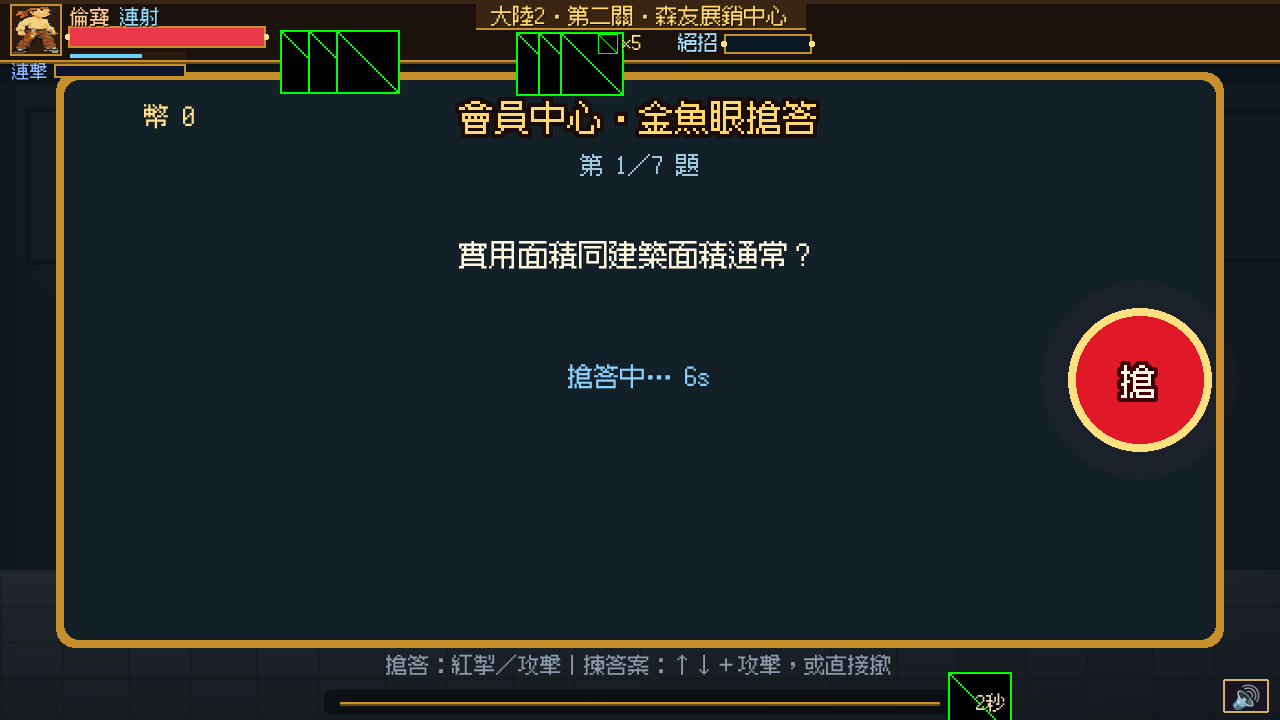 倫寶 連射
大陸2·第二關·森友展銷中心
×5
絕招
連擊
幣 0
會員中心·金魚眼搶答
第 1/7 題
實用面積同建築面積通常?
搶答中… 6s
搶
搶答:紅掣/攻擊|揀答案:↑↓+攻擊,或直接撳
2秒